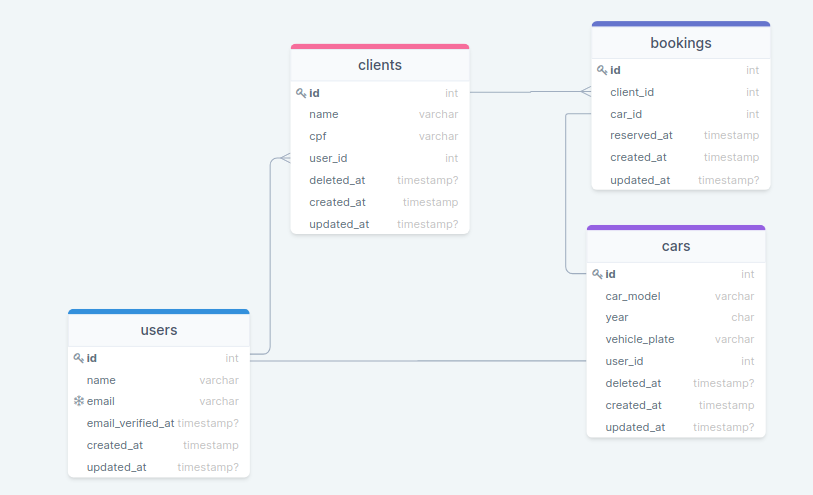 clients
id int
name varchar
cpf varchar
user_id int
deleted_at timestamp?
created_at timestamp
updated_at timestamp?
bookings
id int
client_id int
car_id int
reserved_at timestamp
created_at timestamp
updated_at timestamp?
users
id int
name varchar
email varchar
email_verified_at timestamp?
created_at timestamp
updated_at timestamp?
cars
id int
car_model varchar
year char
vehicle_plate varchar
user_id int
deleted_at timestamp?
created_at timestamp
updated_at timestamp?